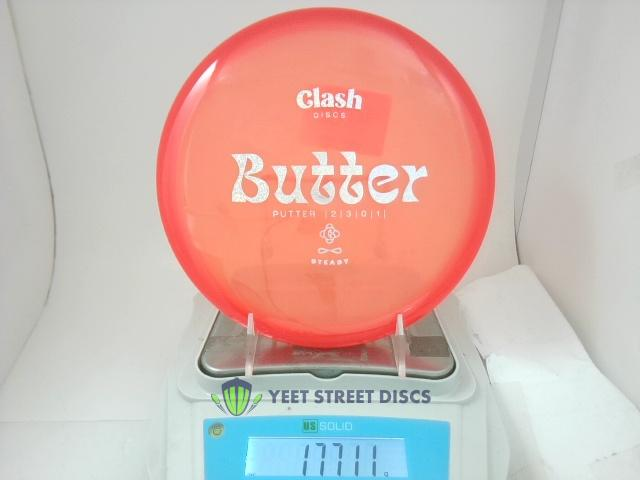 Clash
DISCS
Butter
PUTTER |2|3|0|1|
STEADY
YEET STREET DISCS
US SOLID
177.11 g